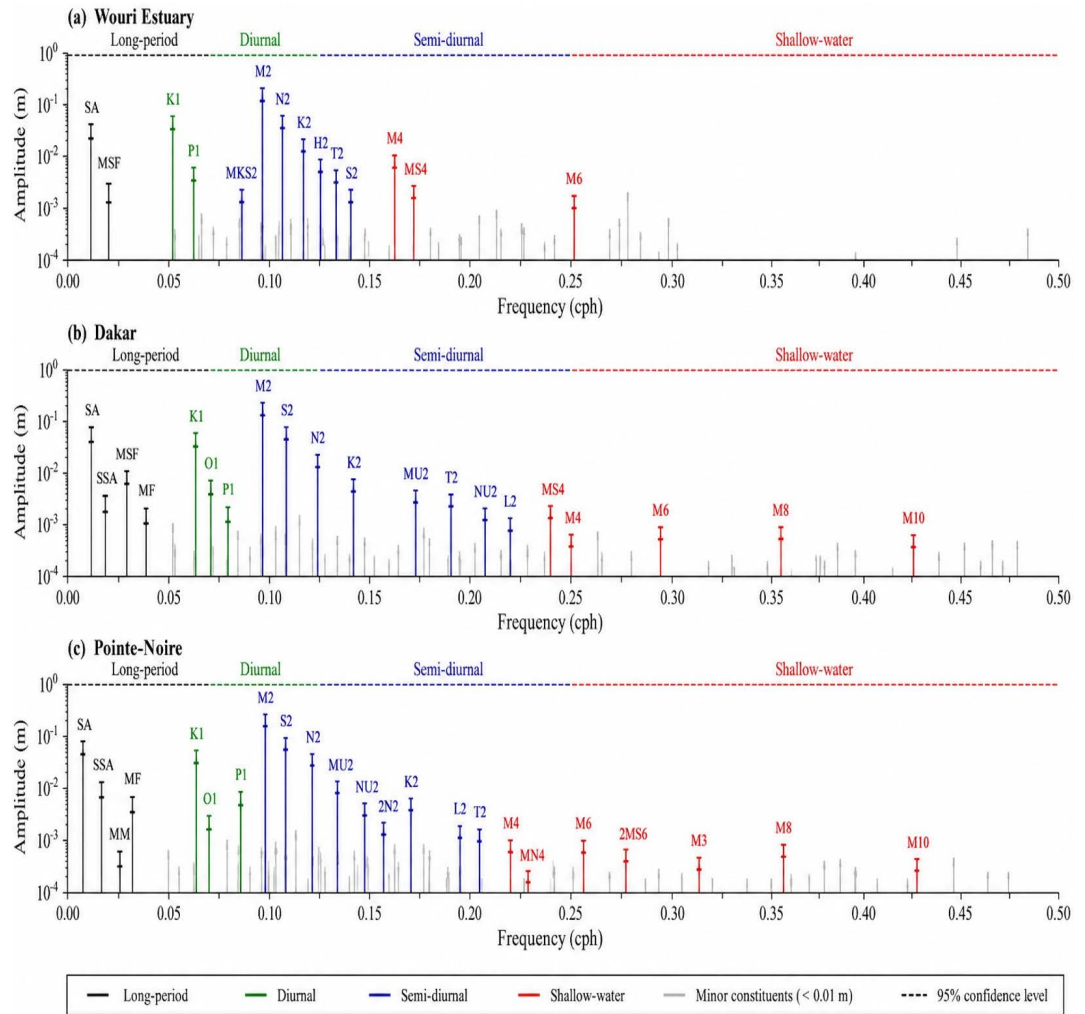 (a) Wouri Estuary
Long-period Diurnal Semi-diurnal Shallow-water
10^0
10^-1
10^-2
10^-3
10^-4
Amplitude (m)
SA MSF K1 P1 MKS2 M2 N2 K2 H2 T2 S2 M4 MS4 M6
0.00 0.05 0.10 0.15 0.20 0.25 0.30 0.35 0.40 0.45 0.50
Frequency (cph)
(b) Dakar
Long-period Diurnal Semi-diurnal Shallow-water
10^0
10^-1
10^-2
10^-3
10^-4
Amplitude (m)
SA SSA MSF MF K1 O1 P1 M2 S2 N2 K2 MU2 T2 NU2 L2 MS4 M4 M6 M8 M10
0.00 0.05 0.10 0.15 0.20 0.25 0.30 0.35 0.40 0.45 0.50
Frequency (cph)
(c) Pointe-Noire
Long-period Diurnal Semi-diurnal Shallow-water
10^0
10^-1
10^-2
10^-3
10^-4
Amplitude (m)
SA SSA MM MF K1 O1 P1 M2 S2 N2 MU2 NU2 2N2 K2 L2 T2 M4 MN4 M6 2MS6 M3 M8 M10
0.00 0.05 0.10 0.15 0.20 0.25 0.30 0.35 0.40 0.45 0.50
Frequency (cph)
Long-period Diurnal Semi-diurnal Shallow-water Minor constituents (< 0.01 m) 95% confidence level